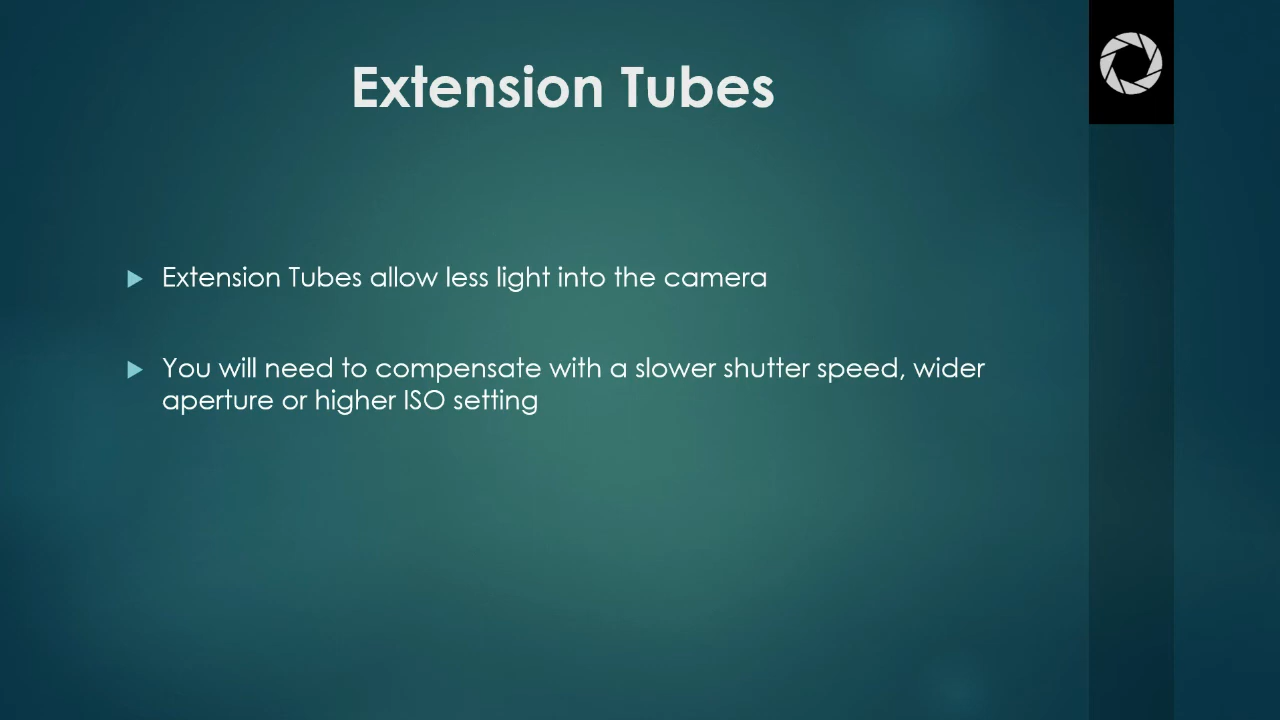 Extension Tubes
Extension Tubes allow less light into the camera
You will need to compensate with a slower shutter speed, wider
aperture or higher ISO setting